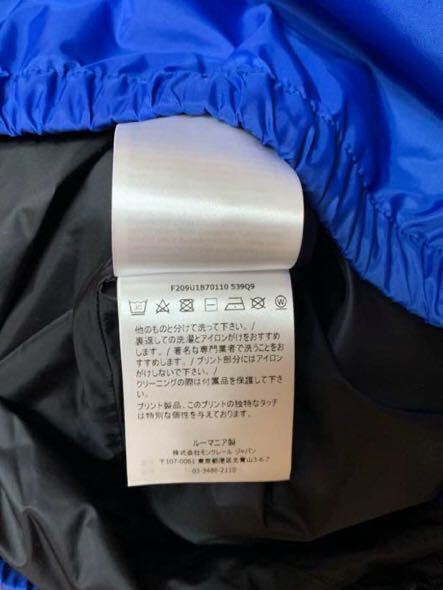 F209U1B70110 539Q9
他のものと分けて洗って下さい。/
裏返しての洗濯とアイロンがけをおすすめ
します。/ 著名な専門業者で洗うことをお
すすめします。/ プリント部分にはアイロ
ンがけしないで下さい。/
クリーニングの際は付属品を保護して下さ
い。
プリント製品、このプリントの独特なタッチ
は特別な個性を与えております。
ルーマニア製
株式会社モンクレール ジャパン
〒107-0061 東京都港区北青山3-6-7
03-3486-2110